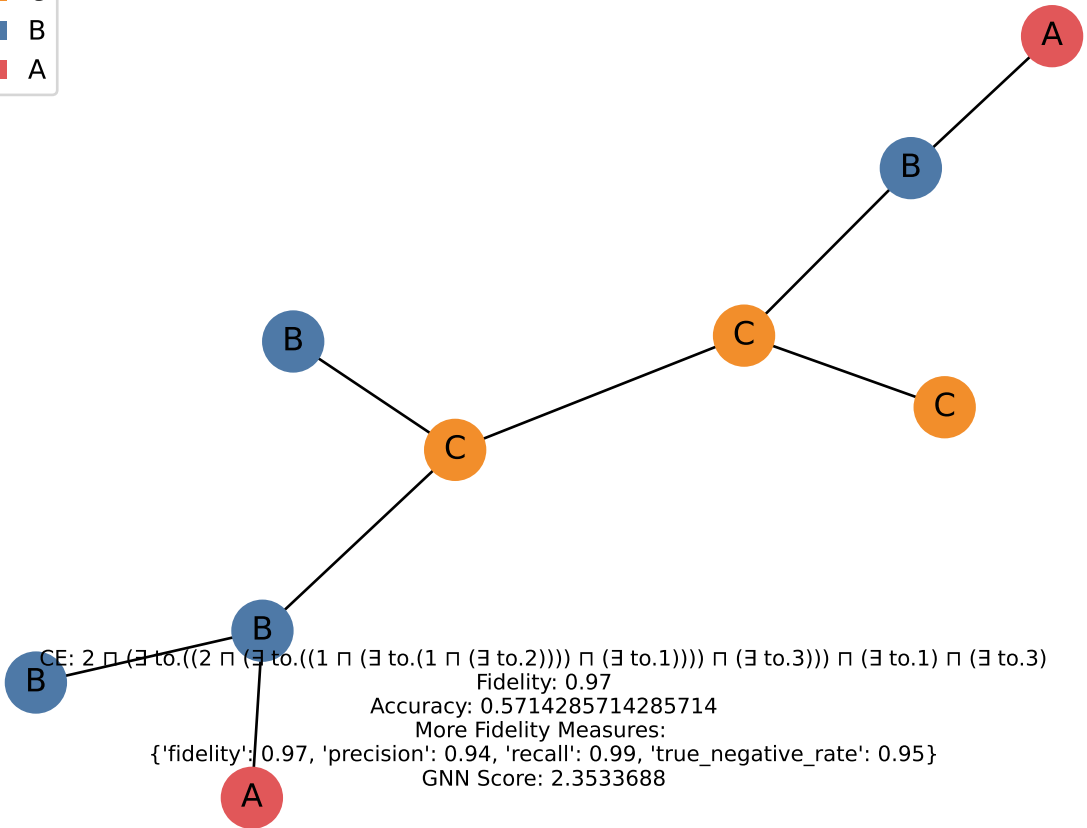 B
A
A
B
B
C
C
C
B
B
CE: 2 ⊓ (∃ to.((2 ⊓ (∃ to.((1 ⊓ (∃ to.(1 ⊓ (∃ to.2)))) ⊓ (∃ to.1)))) ⊓ (∃ to.3))) ⊓ (∃ to.1) ⊓ (∃ to.3)
Fidelity: 0.97
Accuracy: 0.5714285714285714
More Fidelity Measures:
{'fidelity': 0.97, 'precision': 0.94, 'recall': 0.99, 'true_negative_rate': 0.95}
GNN Score: 2.3533688
A